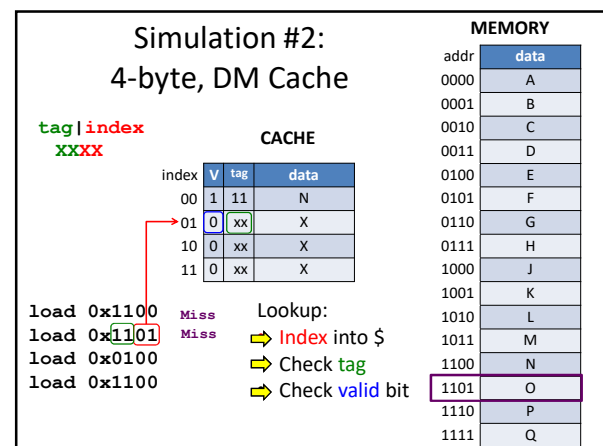 Simulation #2:
4-byte, DM Cache
tag|index
XXXX
CACHE
index V tag data
00 1 11 N
01 0 xx X
10 0 xx X
11 0 xx X
load 0x1100 Miss
load 0x1101 Miss
load 0x0100
load 0x1100
Lookup:
Index into $
Check tag
Check valid bit
MEMORY
addr data
0000 A
0001 B
0010 C
0011 D
0100 E
0101 F
0110 G
0111 H
1000 J
1001 K
1010 L
1011 M
1100 N
1101 O
1110 P
1111 Q